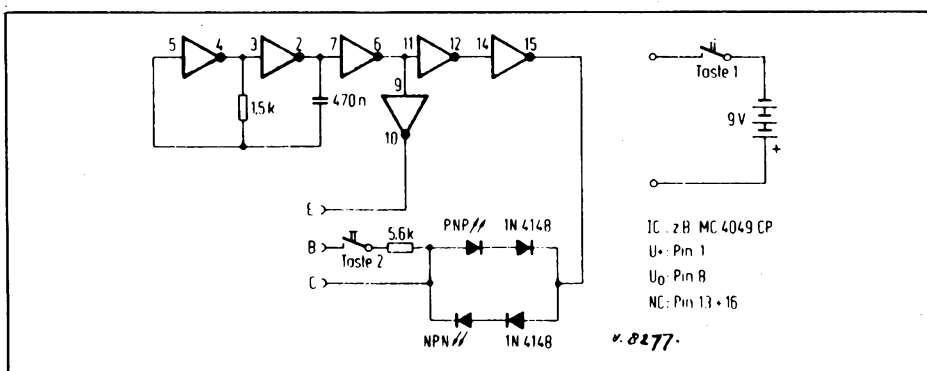 5 4 3 2 7 6 11 12 14 15
1,5k
470n
9
10
Taste 1
9V
+
E
PNP 1N 4148
B 5.6k
Taste 2
C
NPN 1N 4148
IC : z.B. MC 4049 CP
U+: Pin 1
U0: Pin 8
NC: Pin 13 + 16
v. 8277.